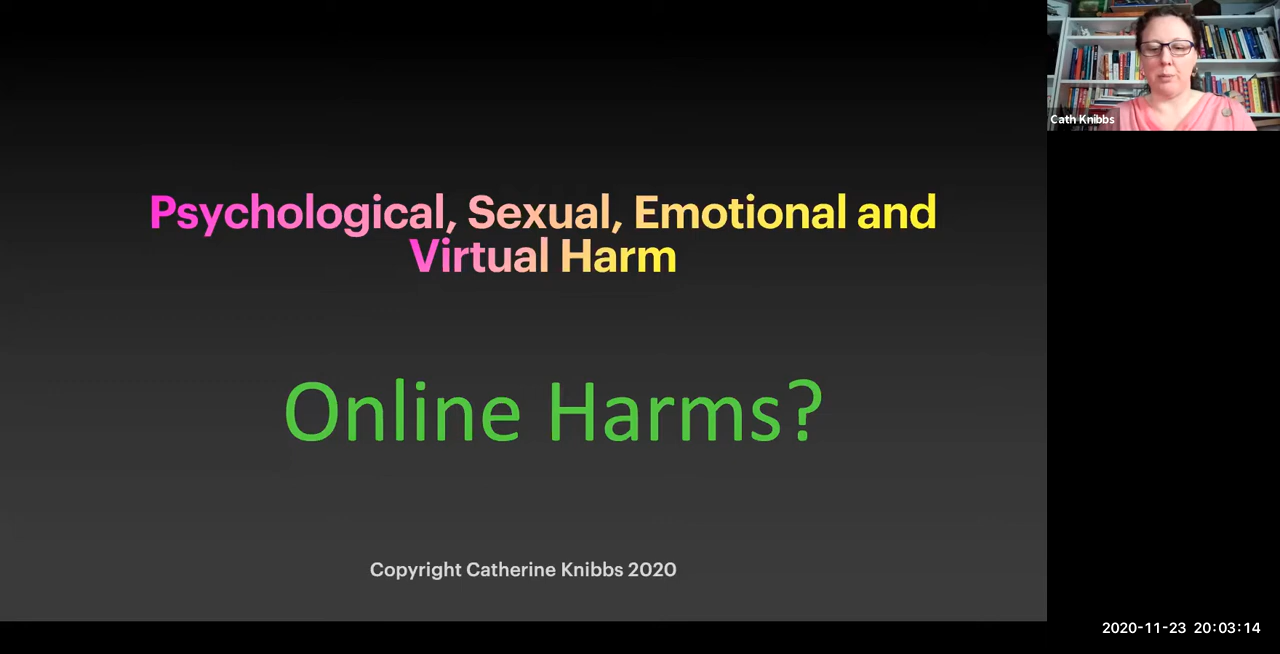 Cath Knibbs
Psychological, Sexual, Emotional and
Virtual Harm
Online Harms?
Copyright Catherine Knibbs 2020
2020-11-23 20:03:14